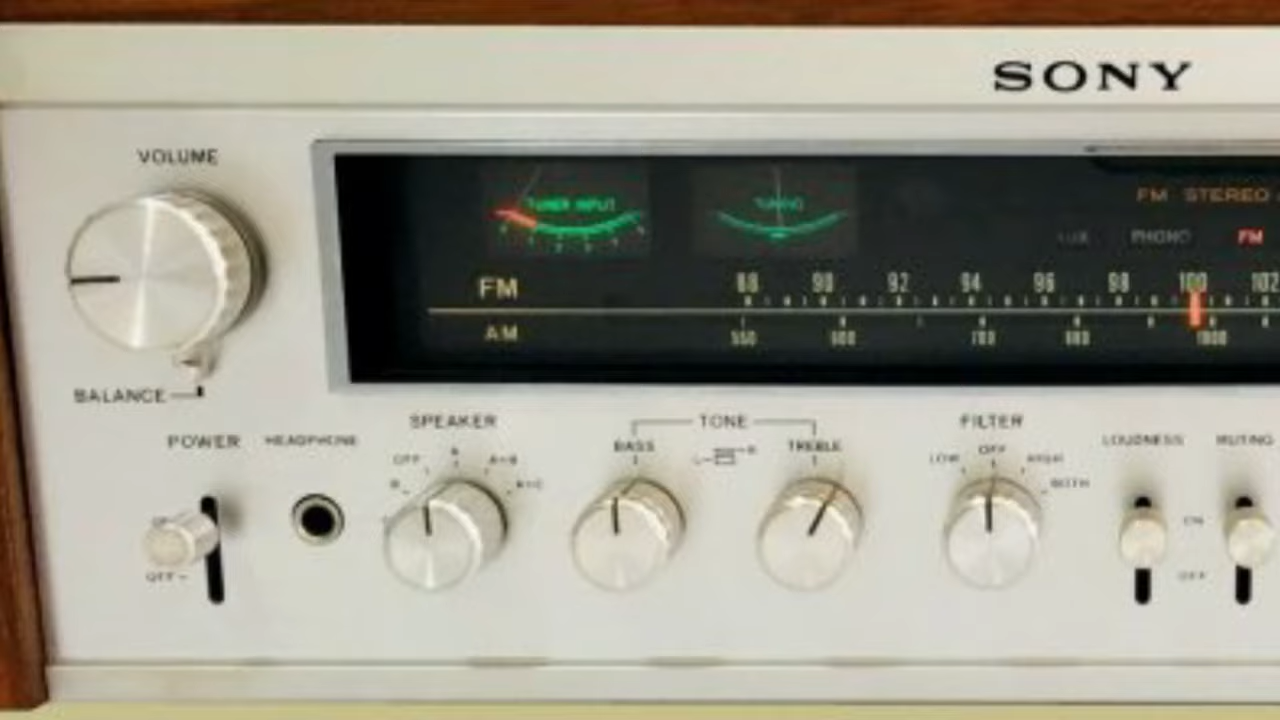 SONY
VOLUME
TUNER INPUT
TUNING
FM STEREO
AUX PHONO FM
FM 88 90 92 94 96 98 100 102
AM 550 600 700 800 1000
BALANCE
SPEAKER
TONE
FILTER
POWER HEADPHONE
BASS TREBLE
LOUDNESS MUTING
OFF A A+B
B A+C
LOW OFF HIGH
BOTH
ON
OFF
OFF